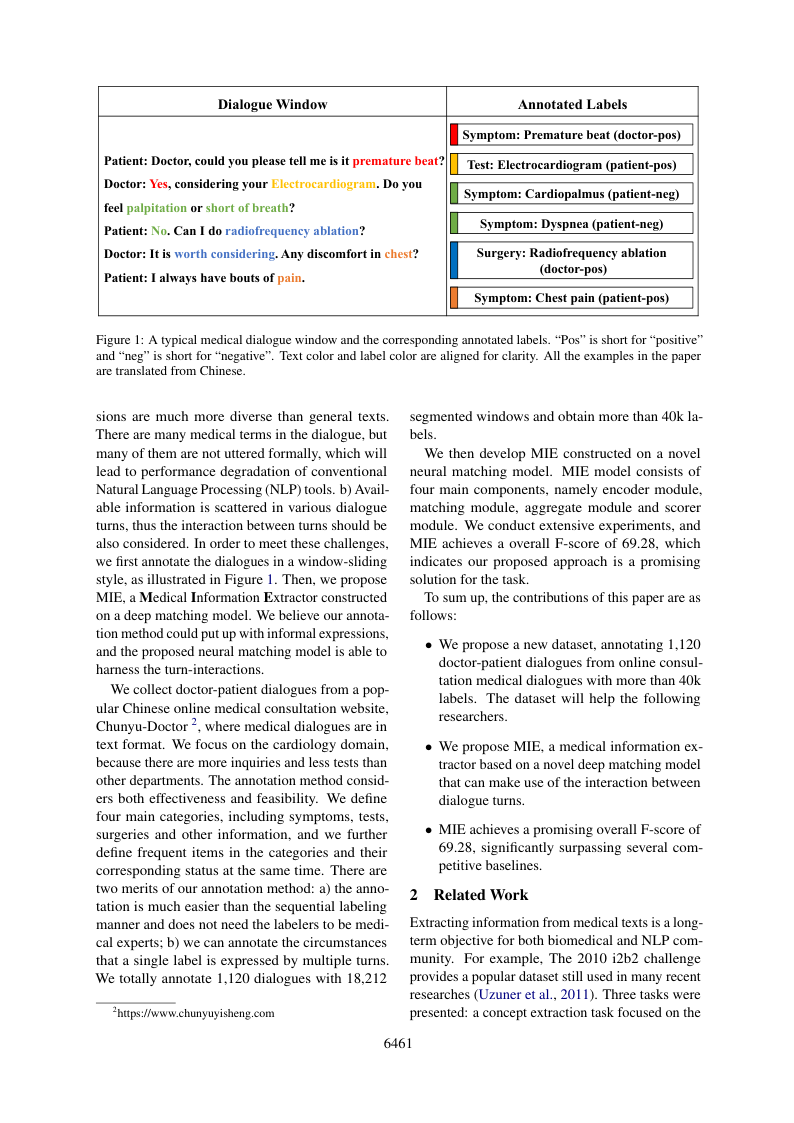 Dialogue Window
Patient: Doctor, could you please tell me is it premature beat?
Doctor: Yes, considering your Electrocardiogram. Do you
feel palpitation or short of breath?
Patient: No. Can I do radiofrequency ablation?
Doctor: It is worth considering. Any discomfort in chest?
Patient: I always have bouts of pain.
Annotated Labels
Symptom: Premature beat (doctor-pos)
Test: Electrocardiogram (patient-pos)
Symptom: Cardiopalmus (patient-neg)
Symptom: Dyspnea (patient-neg)
Surgery: Radiofrequency ablation
(doctor-pos)
Symptom: Chest pain (patient-pos)
Figure 1: A typical medical dialogue window and the corresponding annotated labels. “Pos” is short for “positive”
and “neg” is short for “negative”. Text color and label color are aligned for clarity. All the examples in the paper
are translated from Chinese.
sions are much more diverse than general texts.
There are many medical terms in the dialogue, but
many of them are not uttered formally, which will
lead to performance degradation of conventional
Natural Language Processing (NLP) tools. b) Avail-
able information is scattered in various dialogue
turns, thus the interaction between turns should be
also considered. In order to meet these challenges,
we first annotate the dialogues in a window-sliding
style, as illustrated in Figure 1. Then, we propose
MIE, a Medical Information Extractor constructed
on a deep matching model. We believe our annota-
tion method could put up with informal expressions,
and the proposed neural matching model is able to
harness the turn-interactions.
We collect doctor-patient dialogues from a pop-
ular Chinese online medical consultation website,
Chunyu-Doctor 2, where medical dialogues are in
text format. We focus on the cardiology domain,
because there are more inquiries and less tests than
other departments. The annotation method consid-
ers both effectiveness and feasibility. We define
four main categories, including symptoms, tests,
surgeries and other information, and we further
define frequent items in the categories and their
corresponding status at the same time. There are
two merits of our annotation method: a) the anno-
tation is much easier than the sequential labeling
manner and does not need the labelers to be medi-
cal experts; b) we can annotate the circumstances
that a single label is expressed by multiple turns.
We totally annotate 1,120 dialogues with 18,212
2https://www.chunyuyisheng.com
segmented windows and obtain more than 40k la-
bels.
We then develop MIE constructed on a novel
neural matching model. MIE model consists of
four main components, namely encoder module,
matching module, aggregate module and scorer
module. We conduct extensive experiments, and
MIE achieves a overall F-score of 69.28, which
indicates our proposed approach is a promising
solution for the task.
To sum up, the contributions of this paper are as
follows:
• We propose a new dataset, annotating 1,120
doctor-patient dialogues from online consul-
tation medical dialogues with more than 40k
labels. The dataset will help the following
researchers.
• We propose MIE, a medical information ex-
tractor based on a novel deep matching model
that can make use of the interaction between
dialogue turns.
• MIE achieves a promising overall F-score of
69.28, significantly surpassing several com-
petitive baselines.
2 Related Work
Extracting information from medical texts is a long-
term objective for both biomedical and NLP com-
munity. For example, The 2010 i2b2 challenge
provides a popular dataset still used in many recent
researches (Uzuner et al., 2011). Three tasks were
presented: a concept extraction task focused on the
6461